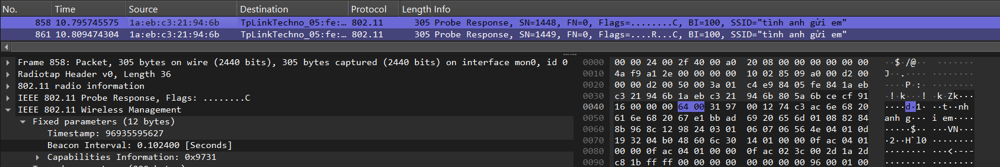 No. Time Source Destination Protocol Length Info
858 10.795745575 1a:eb:c3:21:94:6b TpLinkTechno_05:fe:… 802.11 305 Probe Response, SN=1448, FN=0, Flags=........C, BI=100, SSID="tình anh gửi em"
861 10.809474304 1a:eb:c3:21:94:6b TpLinkTechno_05:fe:… 802.11 305 Probe Response, SN=1449, FN=0, Flags=....R...C, BI=100, SSID="tình anh gửi em"
Frame 858: Packet, 305 bytes on wire (2440 bits), 305 bytes captured (2440 bits) on interface mon0, id 0
Radiotap Header v0, Length 36
802.11 radio information
IEEE 802.11 Probe Response, Flags: ........C
IEEE 802.11 Wireless Management
Fixed parameters (12 bytes)
Timestamp: 96935595627
Beacon Interval: 0.102400 [Seconds]
Capabilities Information: 0x9731
0000 00 00 24 00 2f 40 00 a0 20 08 00 00 00 00 00 00 ··$·/@·· ········
0010 4a f9 a1 2e 00 00 00 00 10 02 85 09 a0 00 d2 00 J··.···· ········
0020 00 00 d2 00 50 00 3a 01 c4 e9 84 05 fe 84 1a eb ····P·:· ········
0030 c3 21 94 6b 1a eb c3 21 94 6b 80 5a 6b ce cf 91 ·!·k···! ·k·Zk···
0040 16 00 00 00 64 00 31 97 00 12 74 c3 ac 6e 68 20 ····d·1· ··t··nh
0050 61 6e 68 20 67 e1 bb ad 69 20 65 6d 01 08 82 84 anh g··· i em····
0060 8b 96 8c 12 98 24 03 01 06 07 06 56 4e 04 01 0d ·····$·· ···VN···
0070 19 32 04 b0 48 60 6c 30 14 01 00 00 0f ac 04 01 ·2··H`l0 ········
0080 00 00 0f ac 04 01 00 00 0f ac 02 3c 00 2d 1a 2d ········ ···<·-·-
0090 c8 1b ff ff 00 00 00 00 00 00 00 00 96 00 01 00 ········ ········